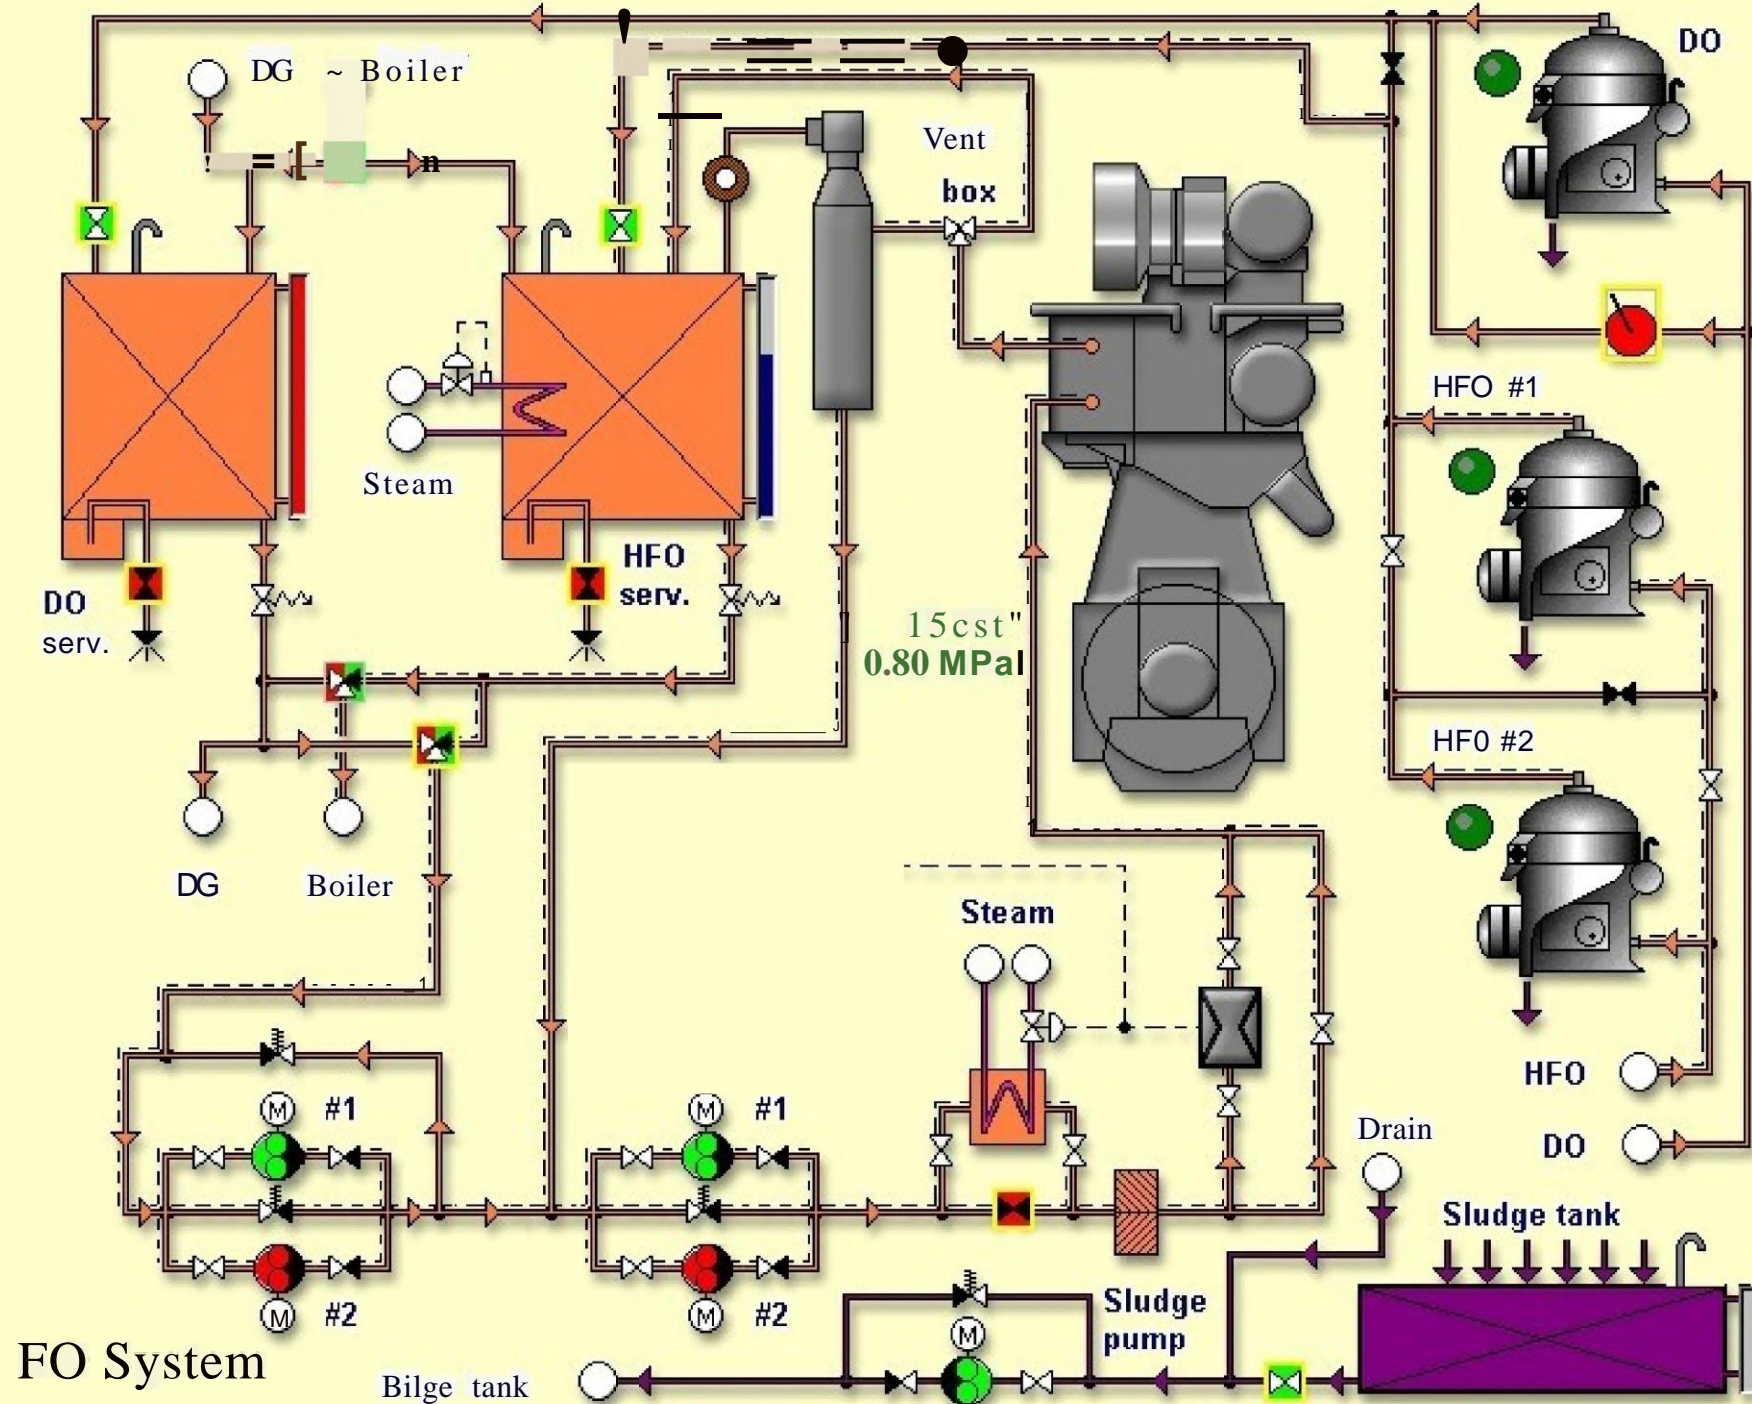 DO
DG ~ Boiler
Vent
box
n
HFO #1
Steam
HFO
serv.
DO
serv.
15cst"
0.80 MPal
HF0 #2
DG
Boiler
Steam
HFO
M #1
M #1
Drain
DO
Sludge tank
M #2
M #2
Sludge
pump
M
FO System
Bilge tank